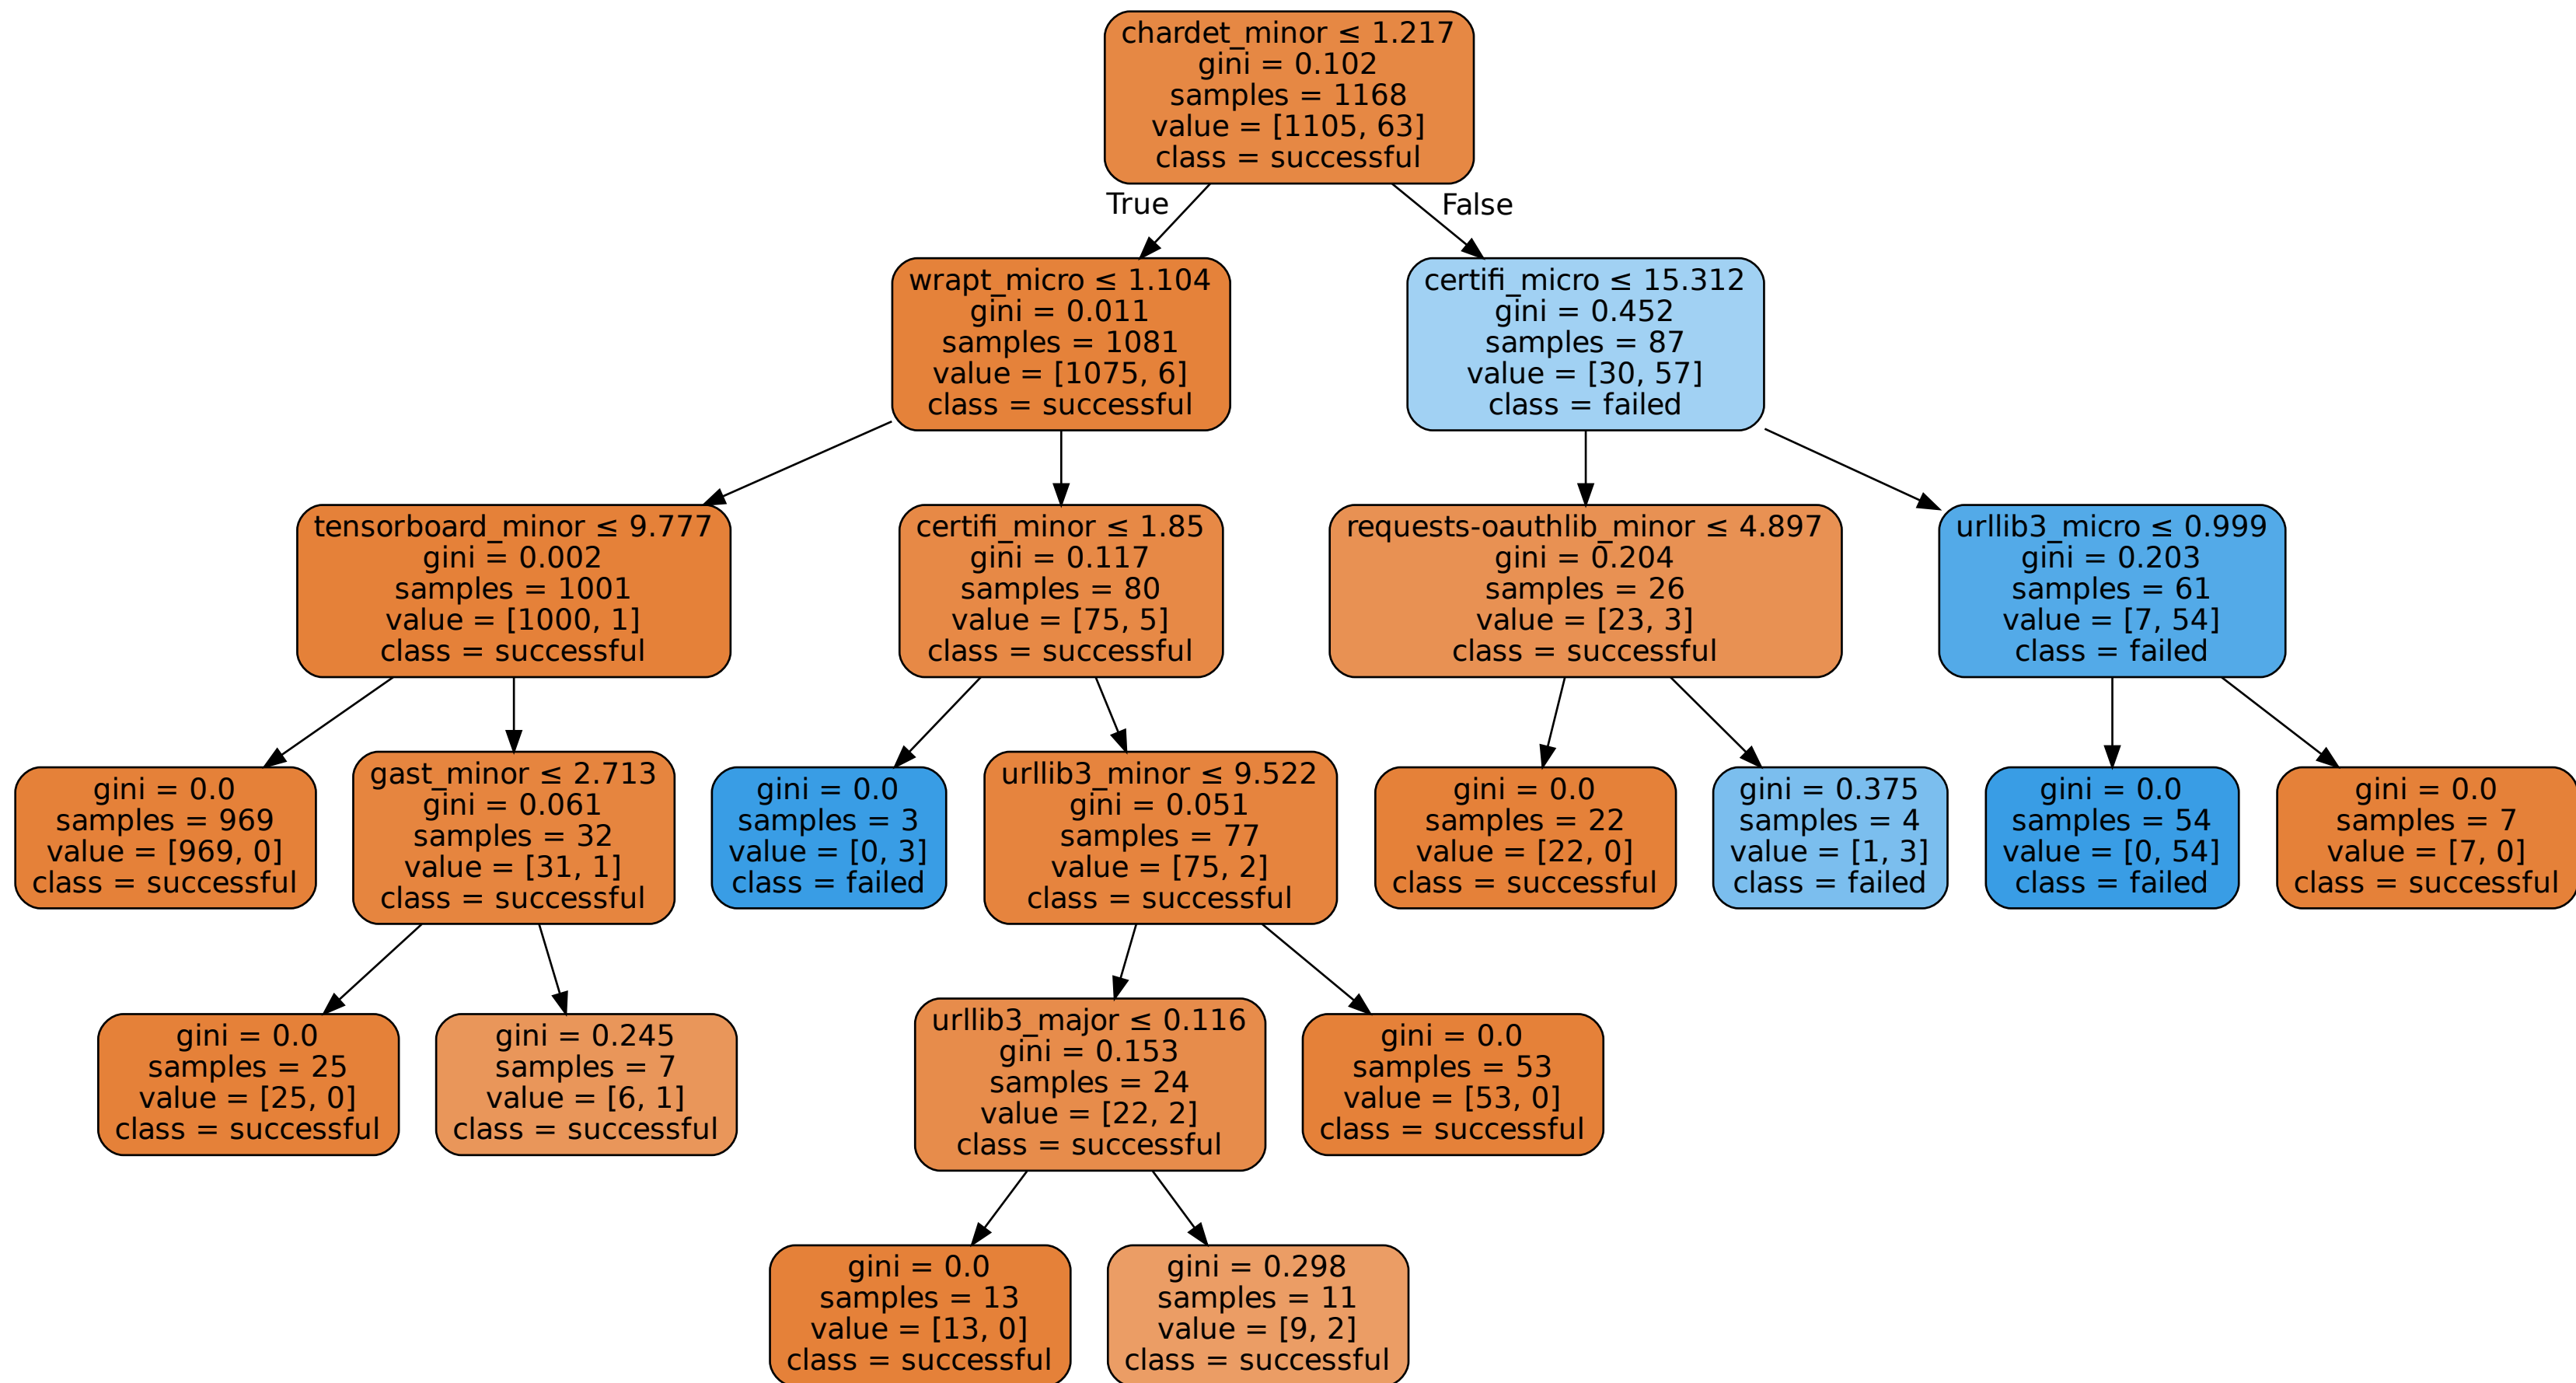 chardet_minor ≤ 1.217
gini = 0.102
samples = 1168
value = [1105, 63]
class = successful
True
False
wrapt_micro ≤ 1.104
gini = 0.011
samples = 1081
value = [1075, 6]
class = successful
certifi_micro ≤ 15.312
gini = 0.452
samples = 87
value = [30, 57]
class = failed
tensorboard_minor ≤ 9.777
gini = 0.002
samples = 1001
value = [1000, 1]
class = successful
certifi_minor ≤ 1.85
gini = 0.117
samples = 80
value = [75, 5]
class = successful
requests-oauthlib_minor ≤ 4.897
gini = 0.204
samples = 26
value = [23, 3]
class = successful
urllib3_micro ≤ 0.999
gini = 0.203
samples = 61
value = [7, 54]
class = failed
gini = 0.0
samples = 969
value = [969, 0]
class = successful
gast_minor ≤ 2.713
gini = 0.061
samples = 32
value = [31, 1]
class = successful
gini = 0.0
samples = 3
value = [0, 3]
class = failed
urllib3_minor ≤ 9.522
gini = 0.051
samples = 77
value = [75, 2]
class = successful
gini = 0.0
samples = 22
value = [22, 0]
class = successful
gini = 0.375
samples = 4
value = [1, 3]
class = failed
gini = 0.0
samples = 54
value = [0, 54]
class = failed
gini = 0.0
samples = 7
value = [7, 0]
class = successful
gini = 0.0
samples = 25
value = [25, 0]
class = successful
gini = 0.245
samples = 7
value = [6, 1]
class = successful
urllib3_major ≤ 0.116
gini = 0.153
samples = 24
value = [22, 2]
class = successful
gini = 0.0
samples = 53
value = [53, 0]
class = successful
gini = 0.0
samples = 13
value = [13, 0]
class = successful
gini = 0.298
samples = 11
value = [9, 2]
class = successful